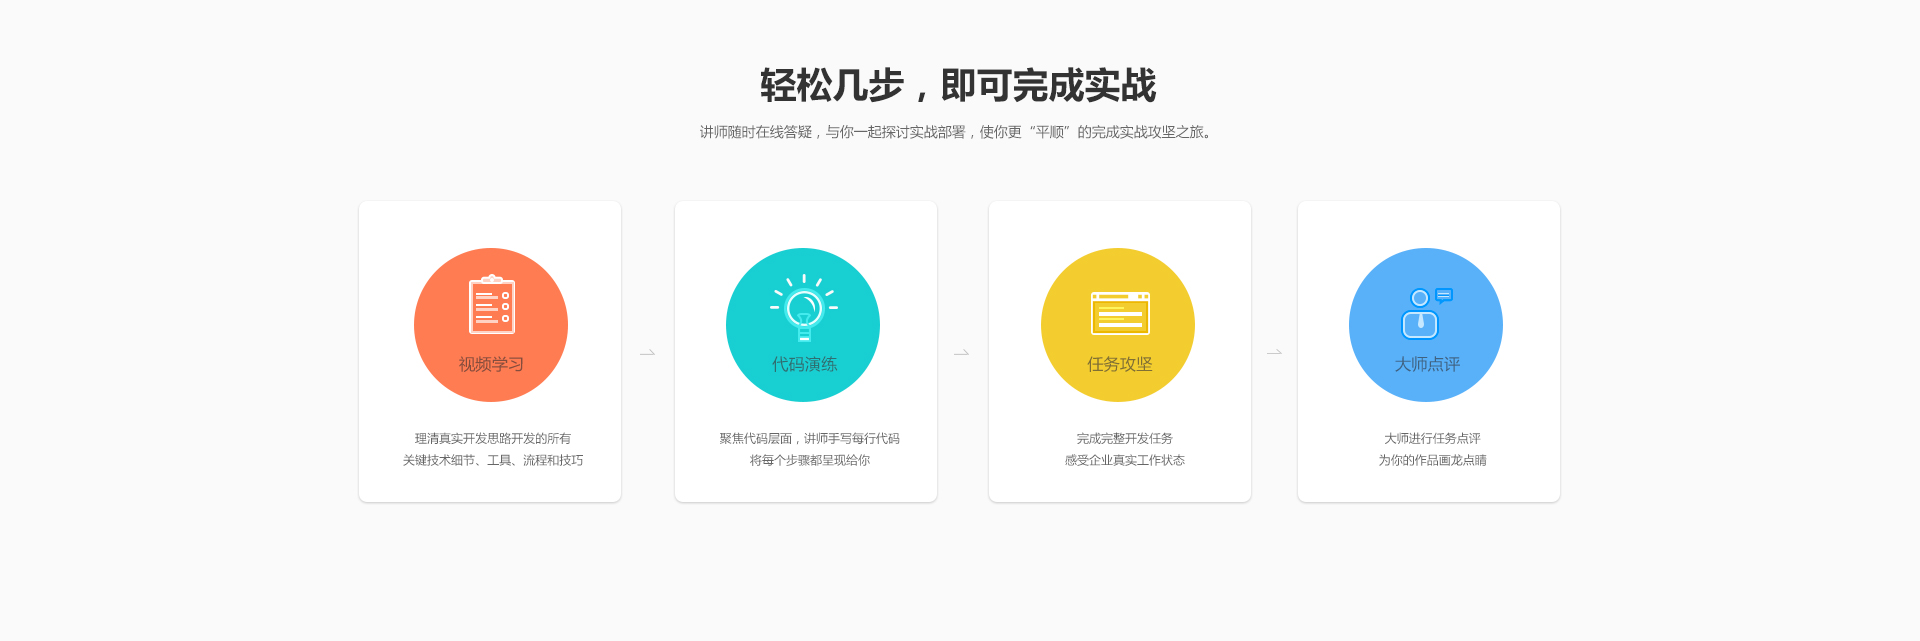 轻松几步，即可完成实战
讲师随时在线答疑，与你一起探讨实战部署，使你更“平顺”的完成实战攻坚之旅。
视频学习
理清真实开发思路开发的所有
关键技术细节、工具、流程和技巧
代码演练
聚焦代码层面，讲师手写每行代码
将每个步骤都呈现给你
任务攻坚
完成完整开发任务
感受企业真实工作状态
大师点评
大师进行任务点评
为你的作品画龙点睛